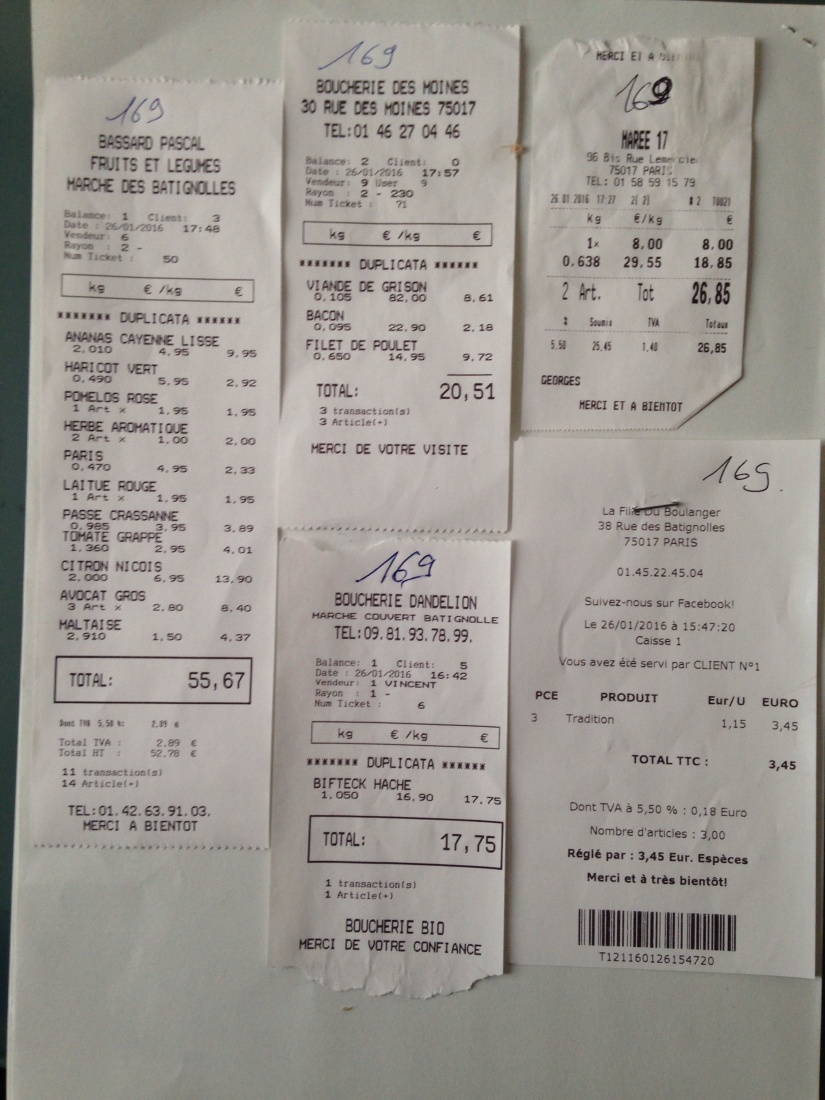 169
BASSARD PASCAL
FRUITS ET LEGUMES
MARCHE DES BATIGNOLLES
Balance: 1 Client: 3
Date : 26/01/2016 17:48
Vendeur: 6
Rayon : 2 -
Num Ticket : 50
kg € /kg €
******* DUPLICATA ******
ANANAS CAYENNE LISSE
2,010 4,95 9,95
HARICOT VERT
0,490 5,95 2,92
POMELOS ROSE
1 Art x 1,95 1,95
HERBE AROMATIQUE
2 Art x 1,00 2,00
PARIS
0,470 4,95 2,33
LAITUE ROUGE
1 Art x 1,95 1,95
PASSE CRASSANNE
0,985 3,95 3,89
TOMATE GRAPPE
1,360 2,95 4,01
CITRON NICOIS
2,000 6,95 13,90
AVOCAT GROS
3 Art x 2,80 8,40
MALTAISE
2,910 1,50 4,37
TOTAL: 55,67
Dont TVA 5,50 %: 2,89 €
Total TVA : 2,89 €
Total HT : 52,78 €
11 transaction(s)
14 Article(+)
TEL:01.42.63.91.03.
MERCI A BIENTOT
169
BOUCHERIE DES MOINES
30 RUE DES MOINES 75017
TEL:01 46 27 04 46
Balance: 2 Client: 0
Date : 26/01/2016 17:57
Vendeur: 9 User 9
Rayon : 2 - 230
Num Ticket : 71
kg € /kg €
******* DUPLICATA ******
VIANDE DE GRISON
0,105 82,00 8,61
BACON
0,095 22,90 2,18
FILET DE POULET
0,650 14,95 9,72
TOTAL: 20,51
3 transaction(s)
3 Article(+)
MERCI DE VOTRE VISITE
169
BOUCHERIE DANDELION
MARCHE COUVERT BATIGNOLLE
TEL:09.81.93.78.99.
Balance: 1 Client: 5
Date : 26/01/2016 16:42
Vendeur: 1 VINCENT
Rayon : 1 -
Num Ticket : 6
kg € /kg €
******* DUPLICATA ******
BIFTECK HACHE
1,050 16,90 17,75
TOTAL: 17,75
1 transaction(s)
1 Article(+)
BOUCHERIE BIO
MERCI DE VOTRE CONFIANCE
MERCI ET A
169
MAREE 17
96 Bis Rue Lemercier
75017 PARIS
TEL: 01 58 59 15 79
26.01.2016 17:27 2( 2) # 2 T0021
kg €/kg €
1x 8,00 8,00
0,638 29,55 18,85
2 Art. Tot 26,85
% Soumis TVA Totaux
5,50 25,45 1,40 26,85
GEORGES
MERCI ET A BIENTOT
169
La Fille Du Boulanger
38 Rue des Batignolles
75017 PARIS
01.45.22.45.04
Suivez-nous sur Facebook!
Le 26/01/2016 à 15:47:20
Caisse 1
Vous avez été servi par CLIENT N°1
PCE PRODUIT Eur/U EURO
3 Tradition 1,15 3,45
TOTAL TTC : 3,45
Dont TVA à 5,50 % : 0,18 Euro
Nombre d'articles : 3,00
Réglé par : 3,45 Eur. Espèces
Merci et à très bientôt!
T121160126154720